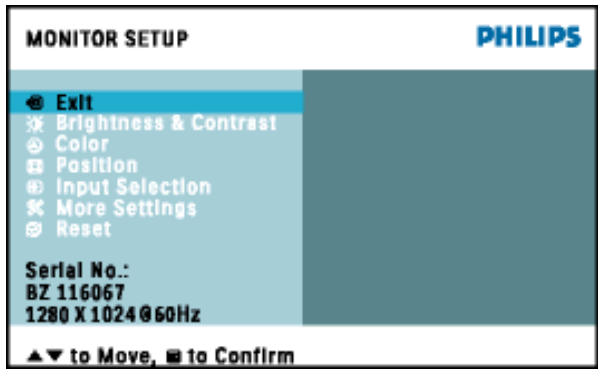 MONITOR SETUP
PHILIPS
Exit
Brightness & Contrast
Color
Position
Input Selection
More Settings
Reset
Serial No.:
BZ 116067
1280 X 1024@60Hz
▲▼ to Move, to Confirm